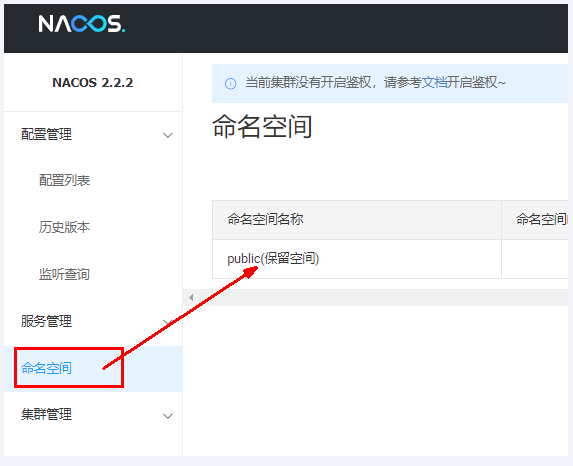 NACOS.
NACOS 2.2.2
当前集群没有开启鉴权，请参考文档开启鉴权~
命名空间
配置管理
配置列表
历史版本
监听查询
服务管理
命名空间
集群管理
命名空间名称
命名空间
public(保留空间)